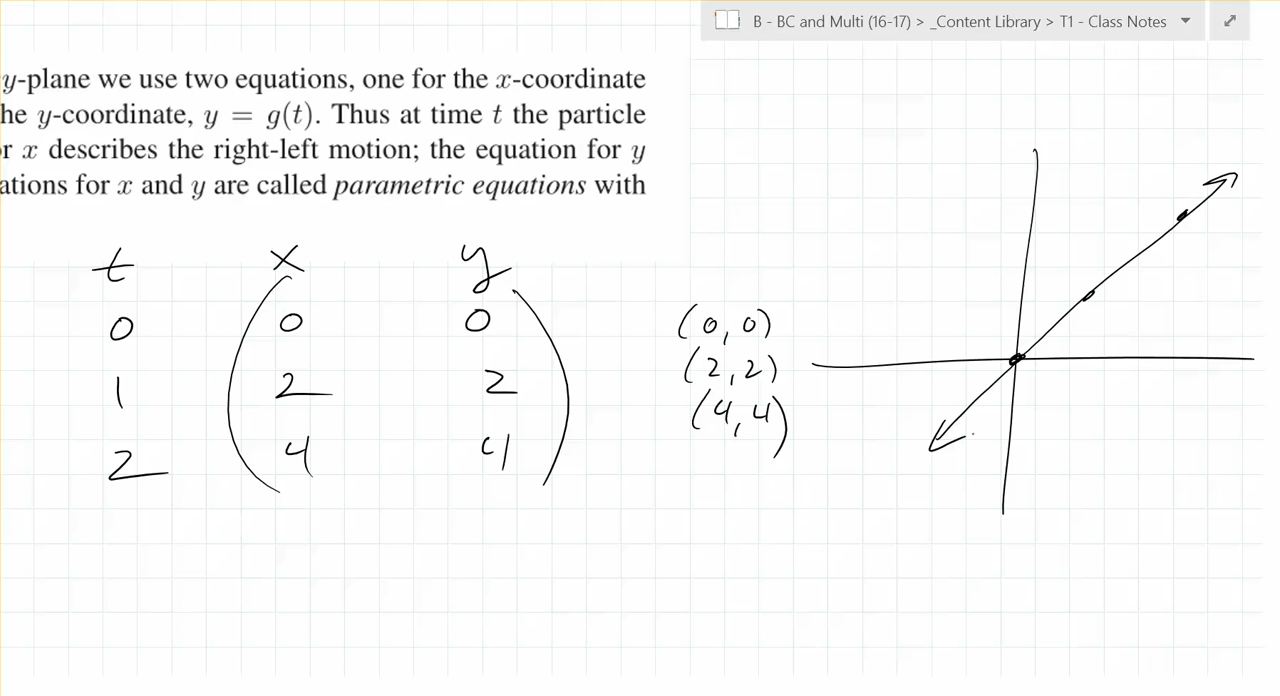 B - BC and Multi (16-17) > _Content Library > T1 - Class Notes
y-plane we use two equations, one for the x-coordinate
he y-coordinate, y = g(t). Thus at time t the particle
r x describes the right-left motion; the equation for y
ations for x and y are called parametric equations with
t x y
0 0 0 (0, 0)
1 2 2 (2, 2)
2 4 4 (4, 4)